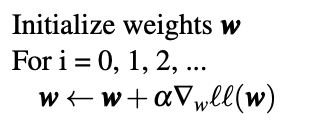 Initialize weights w
For i = 0, 1, 2, ...
w ← w + α∇wℓℓ(w)